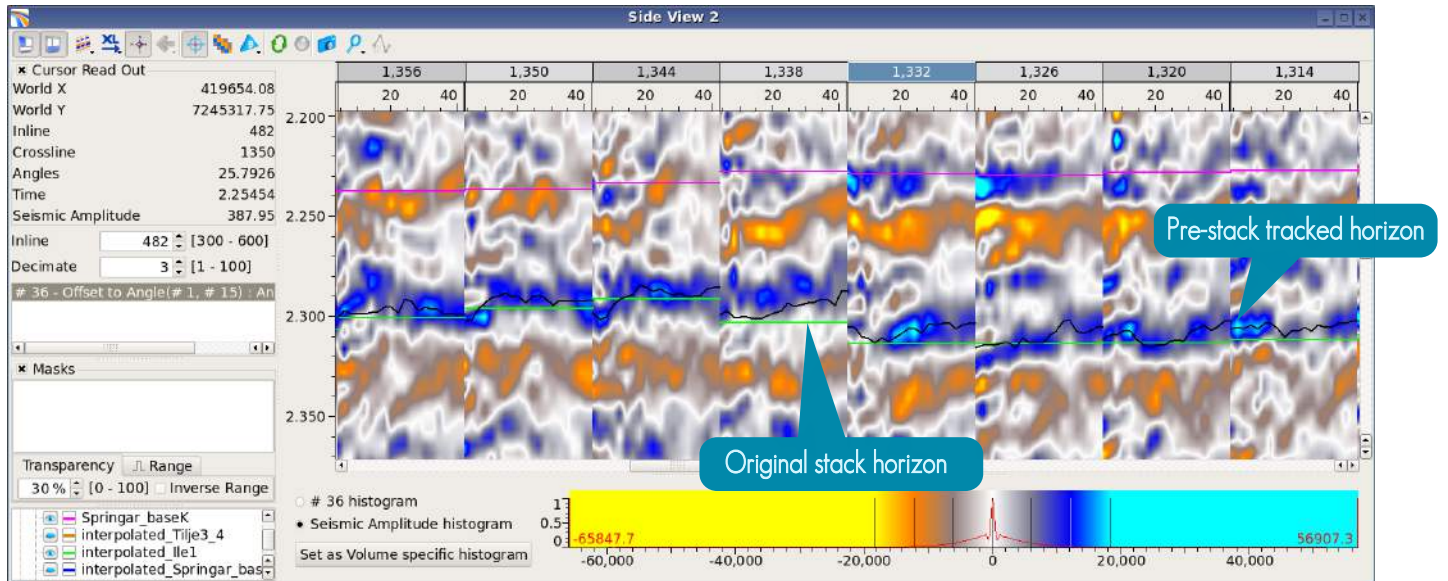 Side View 2
XL
Cursor Read Out
World X 419654.08
World Y 7245317.75
Inline 482
Crossline 1350
Angles 25.7926
Time 2.25454
Seismic Amplitude 387.95
Inline 482 [300 - 600]
Decimate 3 [1 - 100]
# 36 - Offset to Angle(# 1, # 15) : An
Masks
Transparency Range
30 % [0 - 100] Inverse Range
Springar_baseK
interpolated_Tilje3_4
interpolated_Ile1
interpolated_Springar_bas
1,356 1,350 1,344 1,338 1,332 1,326 1,320 1,314
20 40 20 40 20 40 20 40 20 40 20 40 20 40 20 40
2.200
2.250
2.300
2.350
Pre-stack tracked horizon
Original stack horizon
# 36 histogram
Seismic Amplitude histogram
Set as Volume specific histogram
1
0.5
0
-65847.7 56907.3
-60,000 -40,000 -20,000 0 20,000 40,000